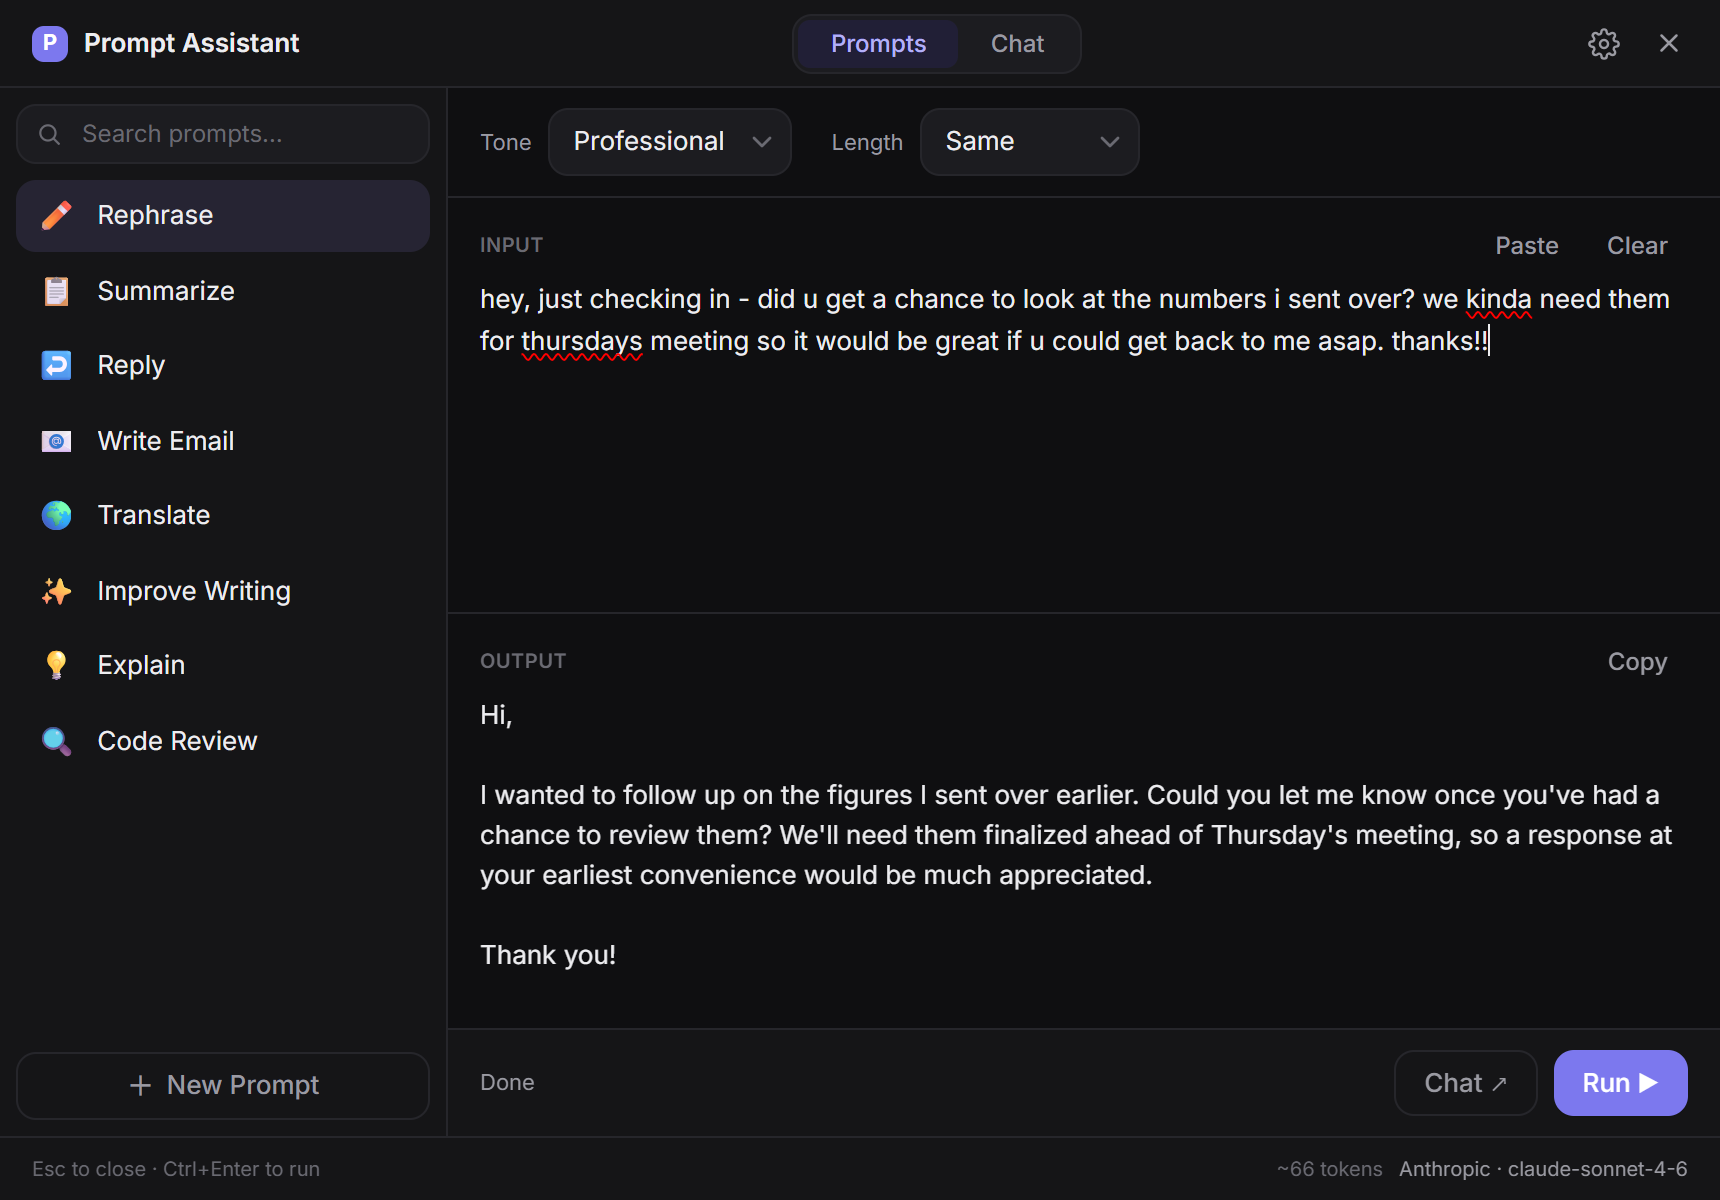 P Prompt Assistant
Prompts Chat
Search prompts...
Rephrase
Summarize
Reply
Write Email
Translate
Improve Writing
Explain
Code Review
+ New Prompt
Tone Professional Length Same
INPUT Paste Clear
hey, just checking in - did u get a chance to look at the numbers i sent over? we kinda need them
for thursdays meeting so it would be great if u could get back to me asap. thanks!!
OUTPUT Copy
Hi,
I wanted to follow up on the figures I sent over earlier. Could you let me know once you've had a
chance to review them? We'll need them finalized ahead of Thursday's meeting, so a response at
your earliest convenience would be much appreciated.
Thank you!
Done Chat ↗ Run ▶
Esc to close · Ctrl+Enter to run ~66 tokens Anthropic · claude-sonnet-4-6